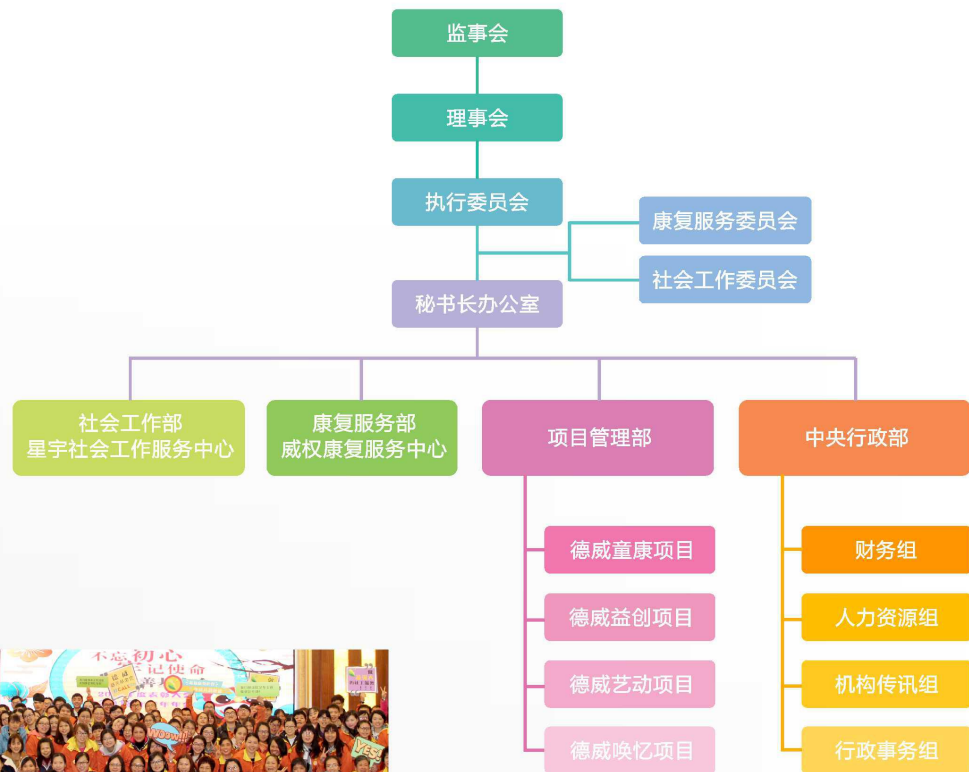 监事会
理事会
执行委员会
康复服务委员会
社会工作委员会
秘书长办公室
社会工作部
星宇社会工作服务中心
康复服务部
威权康复服务中心
项目管理部
中央行政部
德威童康项目
财务组
德威益创项目
人力资源组
德威艺动项目
机构传讯组
德威唤忆项目
行政事务组
不忘初心
记使命
Woow!!
YES!